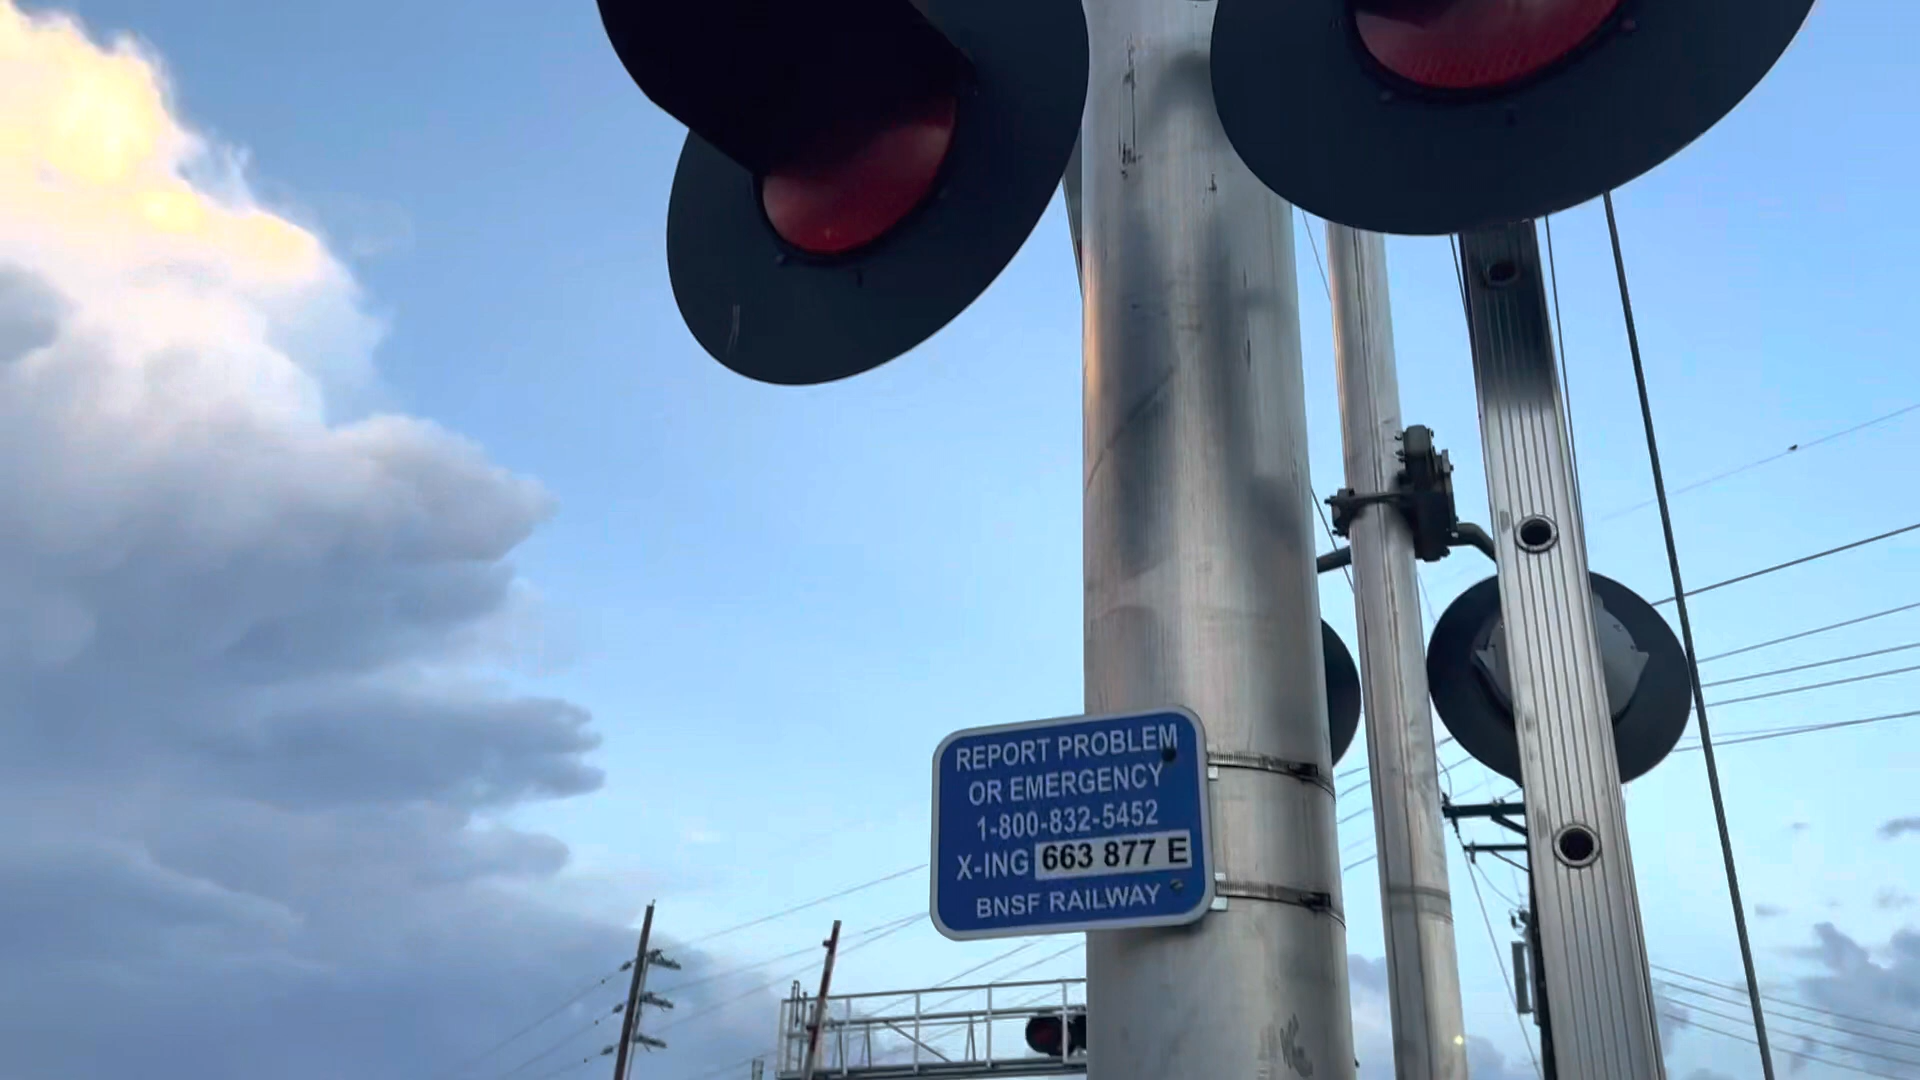 REPORT PROBLEM
OR EMERGENCY
1-800-832-5452
X-ING 663 877 E
BNSF RAILWAY